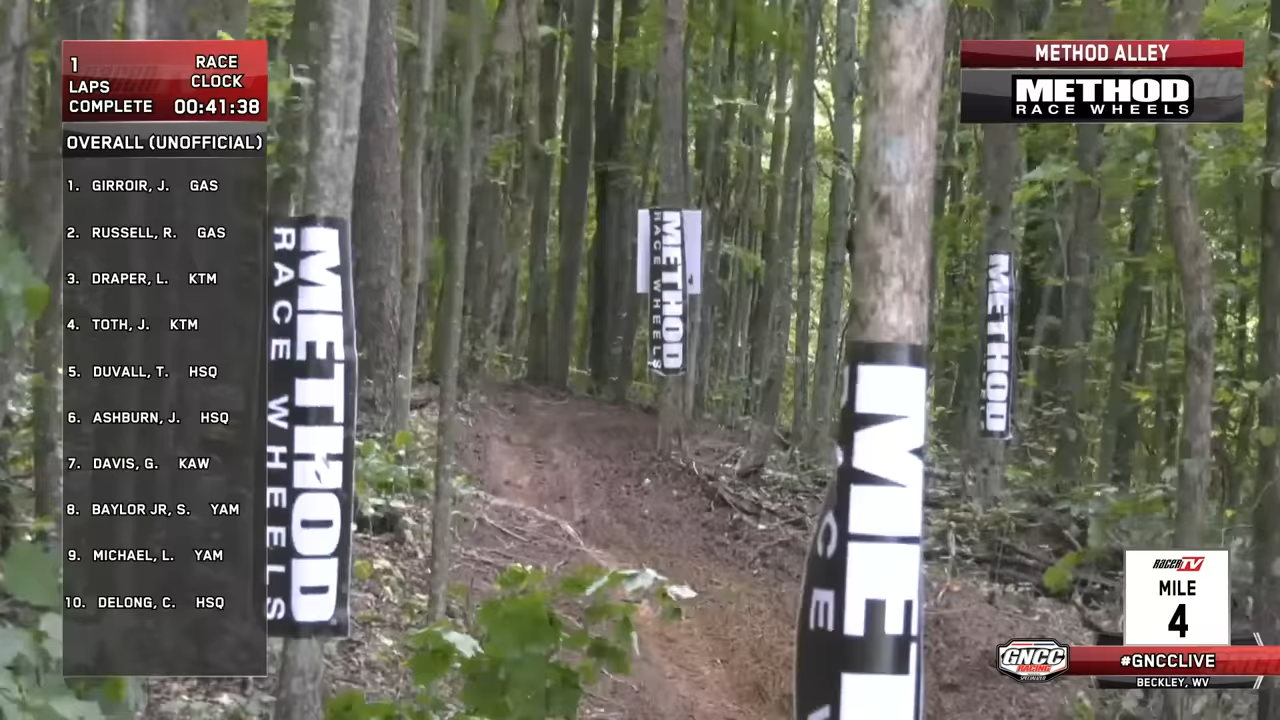 1
LAPS
COMPLETE
RACE
CLOCK
00:41:38
OVERALL (UNOFFICIAL)
1. GIRROIR, J. GAS
2. RUSSELL, R. GAS
3. DRAPER, L. KTM
4. TOTH, J. KTM
5. DUVALL, T. HSQ
6. ASHBURN, J. HSQ
7. DAVIS, G. KAW
8. BAYLOR JR, S. YAM
9. MICHAEL, L. YAM
10. DELONG, C. HSQ
METHOD ALLEY
METHOD
RACE WHEELS
METHOD
RACE WHEELS
METHOD
RACE WHEELS
MET
CE W
METHOD
RACER TV
MILE
4
GNCC
RACING
#GNCCLIVE
BECKLEY, WV